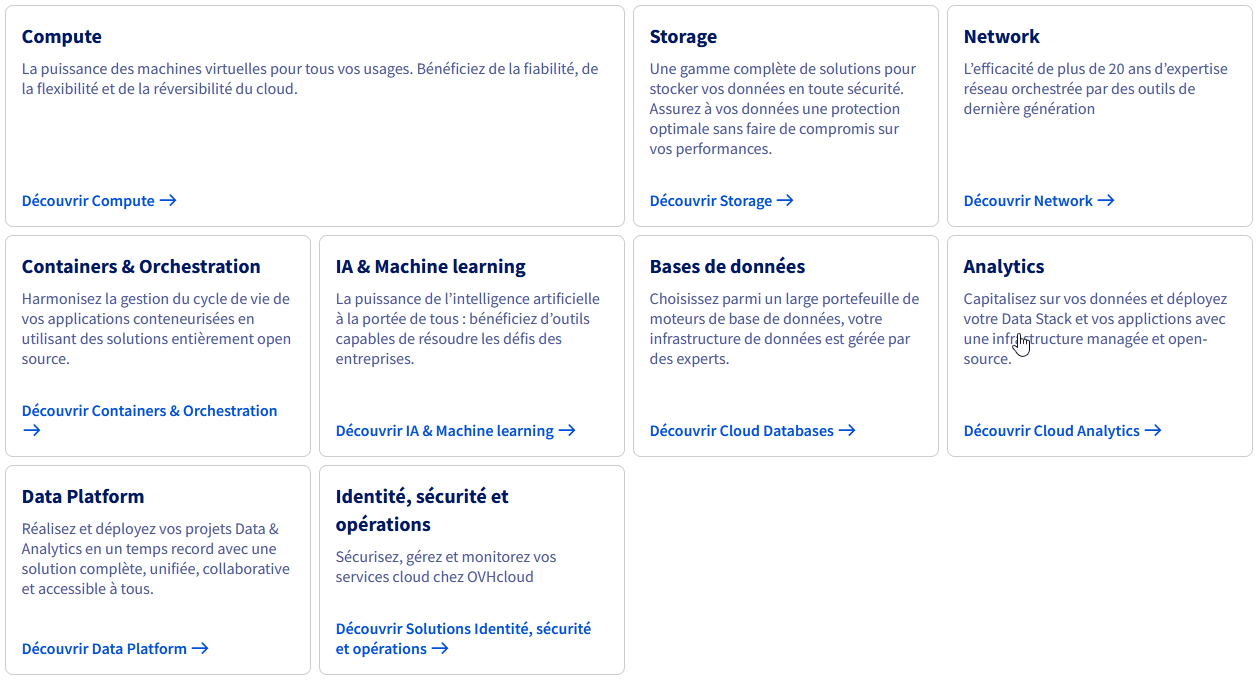 Compute
La puissance des machines virtuelles pour tous vos usages. Bénéficiez de la fiabilité, de
la flexibilité et de la réversibilité du cloud.
Découvrir Compute →
Storage
Une gamme complète de solutions pour
stocker vos données en toute sécurité.
Assurez à vos données une protection
optimale sans faire de compromis sur
vos performances.
Découvrir Storage →
Network
L’efficacité de plus de 20 ans d’expertise
réseau orchestrée par des outils de
dernière génération
Découvrir Network →
Containers & Orchestration
Harmonisez la gestion du cycle de vie de
vos applications conteneurisées en
utilisant des solutions entièrement open
source.
Découvrir Containers & Orchestration
→
IA & Machine learning
La puissance de l’intelligence artificielle
à la portée de tous : bénéficiez d’outils
capables de résoudre les défis des
entreprises.
Découvrir IA & Machine learning →
Bases de données
Choisissez parmi un large portefeuille de
moteurs de base de données, votre
infrastructure de données est gérée par
des experts.
Découvrir Cloud Databases →
Analytics
Capitalisez sur vos données et déployez
votre Data Stack et vos applictions avec
une infrastructure managée et open-
source.
Découvrir Cloud Analytics →
Data Platform
Réalisez et déployez vos projets Data &
Analytics en un temps record avec une
solution complète, unifiée, collaborative
et accessible à tous.
Découvrir Data Platform →
Identité, sécurité et
opérations
Sécurisez, gérez et monitorez vos
services cloud chez OVHcloud
Découvrir Solutions Identité, sécurité
et opérations →